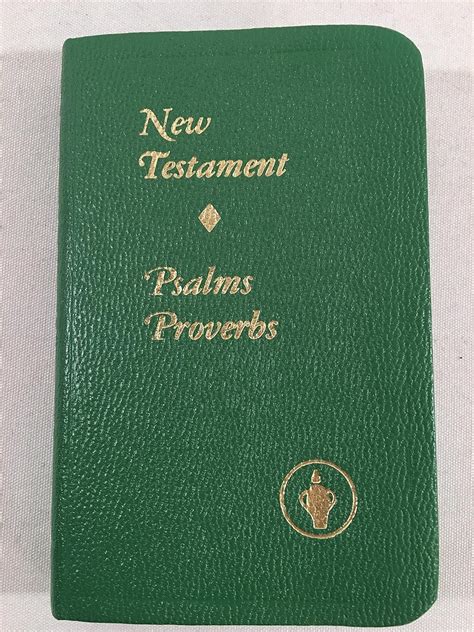 New
Testament
Psalms
Proverbs